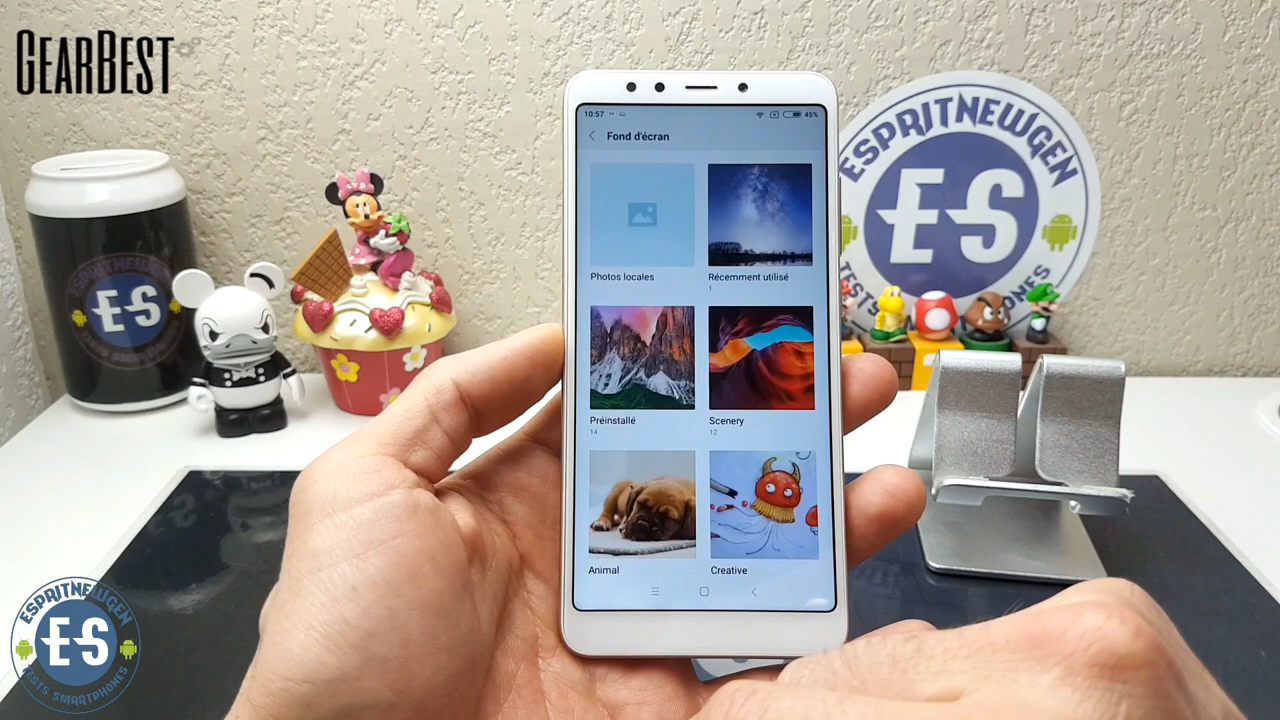 GEARBEST
10:57
45%
Fond d'écran
Photos locales
Récemment utilisé
1
Préinstallé
14
Scenery
12
Animal
Creative
ESPRITNEWGEN
ES
TESTS SMARTPHONES
ES
ESPRITNEWGEN
ES
TESTS SMARTPHONES